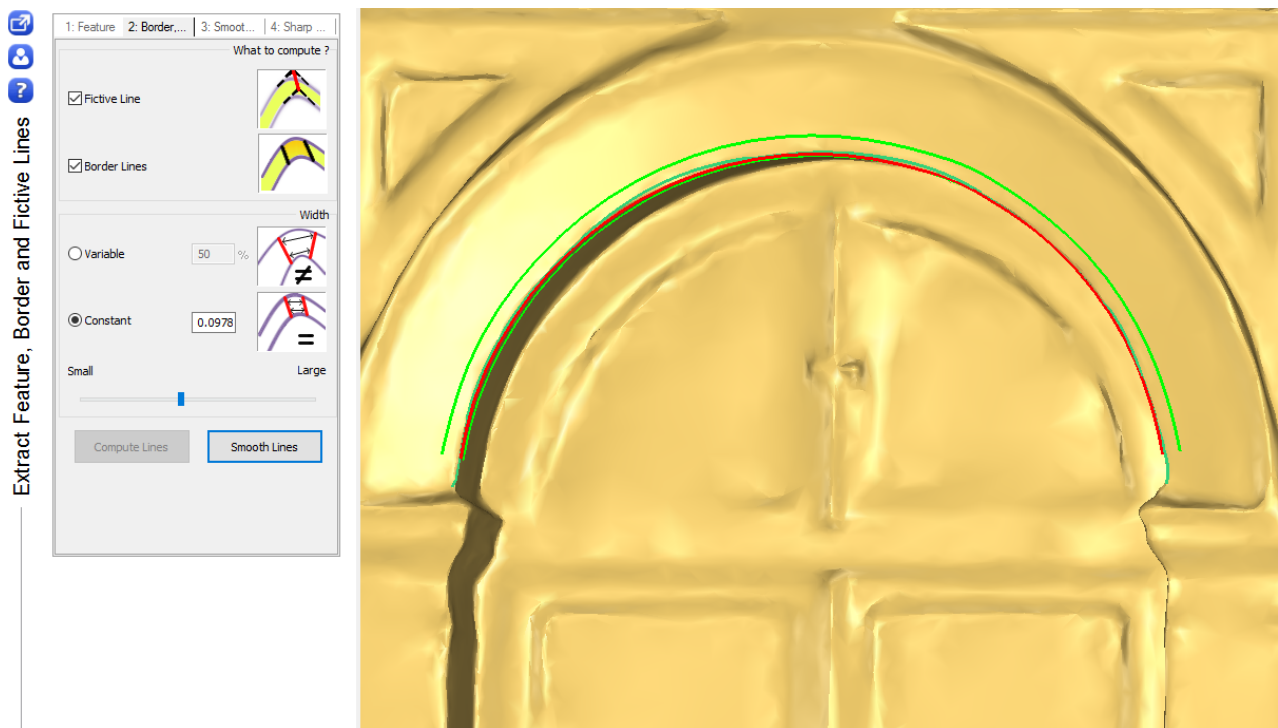 Extract Feature, Border and Fictive Lines
1: Feature 2: Border,... 3: Smoot... 4: Sharp ...
What to compute ?
Fictive Line
Border Lines
Width
Variable 50 %
≠
Constant 0.0978
=
Small Large
Compute Lines Smooth Lines